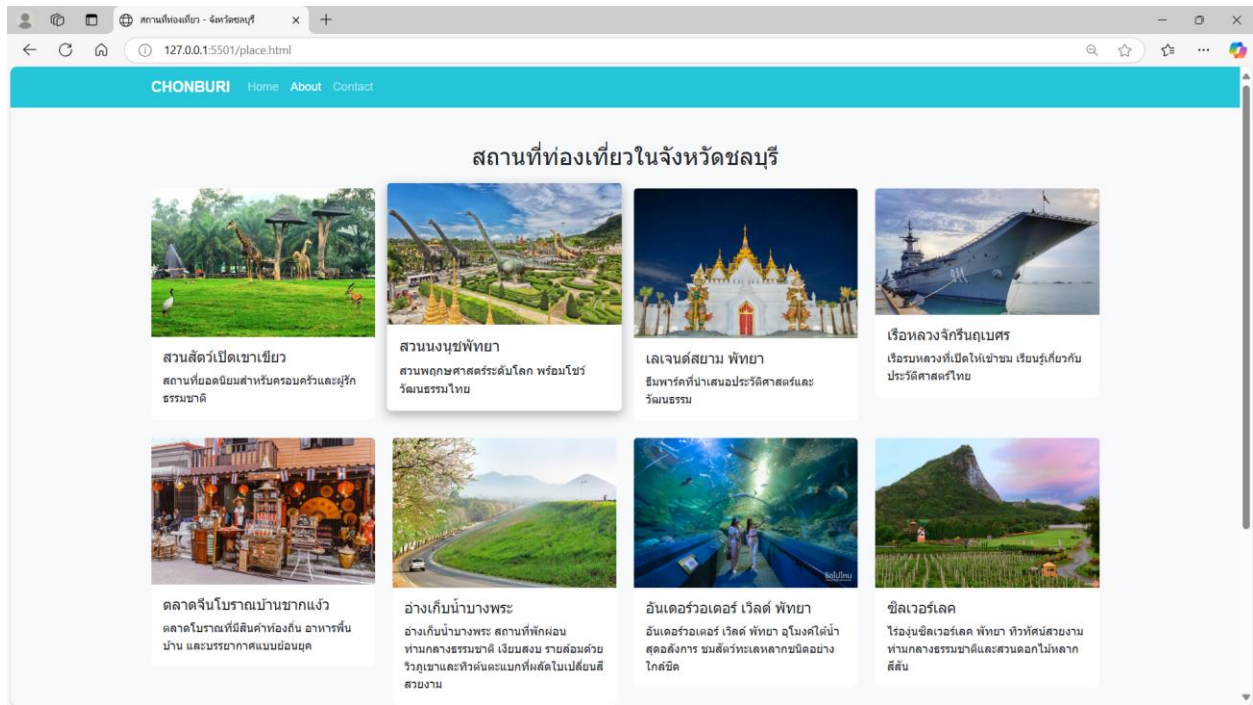 สถานที่ท่องเที่ยว - จังหวัดชลบุรี
127.0.0.1:5501/place.html
CHONBURI Home About Contact
สถานที่ท่องเที่ยวในจังหวัดชลบุรี
สวนสัตว์เปิดเขาเขียว
สถานที่ยอดนิยมสำหรับครอบครัวและผู้รัก
ธรรมชาติ
สวนนงนุชพัทยา
สวนพฤกษศาสตร์ระดับโลก พร้อมโชว์
วัฒนธรรมไทย
เลเจนด์สยาม พัทยา
ธีมพาร์คที่นำเสนอประวัติศาสตร์และ
วัฒนธรรม
911
เรือหลวงจักรีนฤเบศร
เรือรบหลวงที่เปิดให้เข้าชม เรียนรู้เกี่ยวกับ
ประวัติศาสตร์ไทย
ตลาดจีนโบราณบ้านชากแง้ว
ตลาดโบราณที่มีสินค้าท้องถิ่น อาหารพื้น
บ้าน และบรรยากาศแบบย้อนยุค
อ่างเก็บน้ำบางพระ
อ่างเก็บน้ำบางพระ สถานที่พักผ่อน
ท่ามกลางธรรมชาติ เงียบสงบ รายล้อมด้วย
วิวภูเขาและทิวต้นตะแบกที่ผลัดใบเปลี่ยนสี
สวยงาม
ชิลไปไหน
อันเดอร์วอเตอร์ เวิลด์ พัทยา
อันเดอร์วอเตอร์ เวิลด์ พัทยา อุโมงค์ใต้น้ำ
สุดอลังการ ชมสัตว์ทะเลหลากชนิดอย่าง
ใกล้ชิด
ซิลเวอร์เลค
ไร่องุ่นซิลเวอร์เลค พัทยา ทิวทัศน์สวยงาม
ท่ามกลางธรรมชาติและสวนดอกไม้หลาก
สีสัน